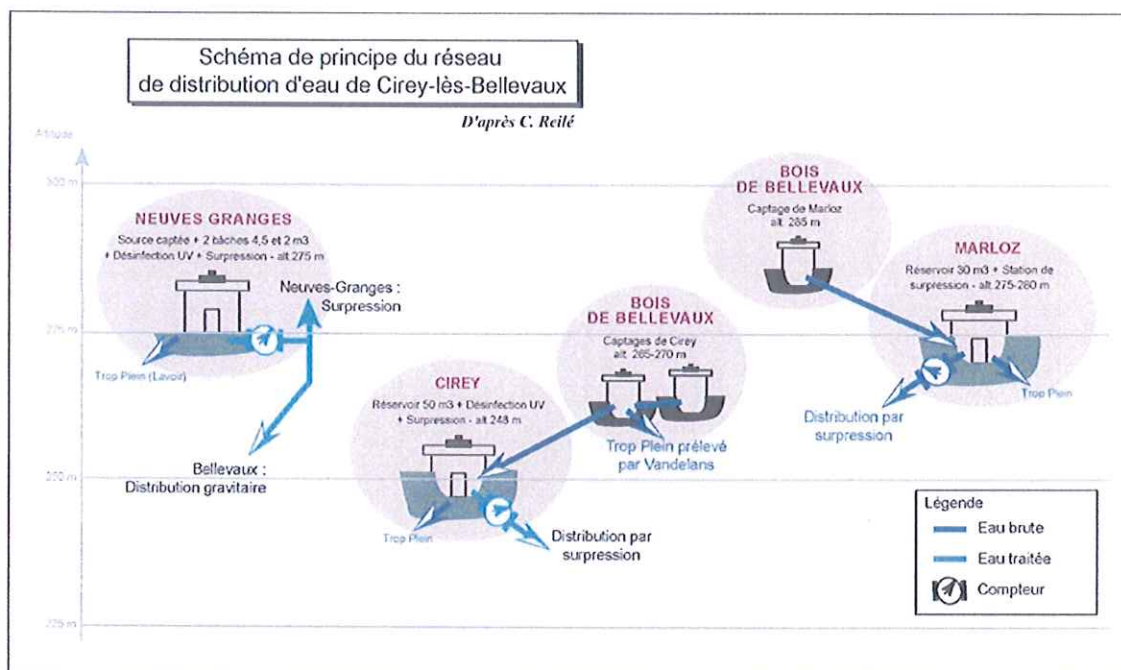 Schéma de principe du réseau
de distribution d'eau de Cirey-lès-Bellevaux
D'après C. Reilé
Altitude
300 m
NEUVES GRANGES
Source captée + 2 bâches 4,5 et 2 m3
+ Désinfection UV + Surpression - alt 275 m
Neuves-Granges :
Surpression
Trop Plein (Lavoir)
Bellevaux :
Distribution gravitaire
BOIS
DE BELLEVAUX
Captage de Marloz
alt. 285 m
MARLOZ
Réservoir 30 m3 + Station de
surpression - alt 275-280 m
Trop Plein
Distribution par
surpression
275 m
BOIS
DE BELLEVAUX
Captages de Cirey
alt. 265-270 m
Trop Plein prélevé
par Vandelans
CIREY
Réservoir 50 m3 + Désinfection UV
+ Surpression - alt 248 m
250 m
Trop Plein
Distribution par
surpression
225 m
Légende
Eau brute
Eau traitée
Compteur